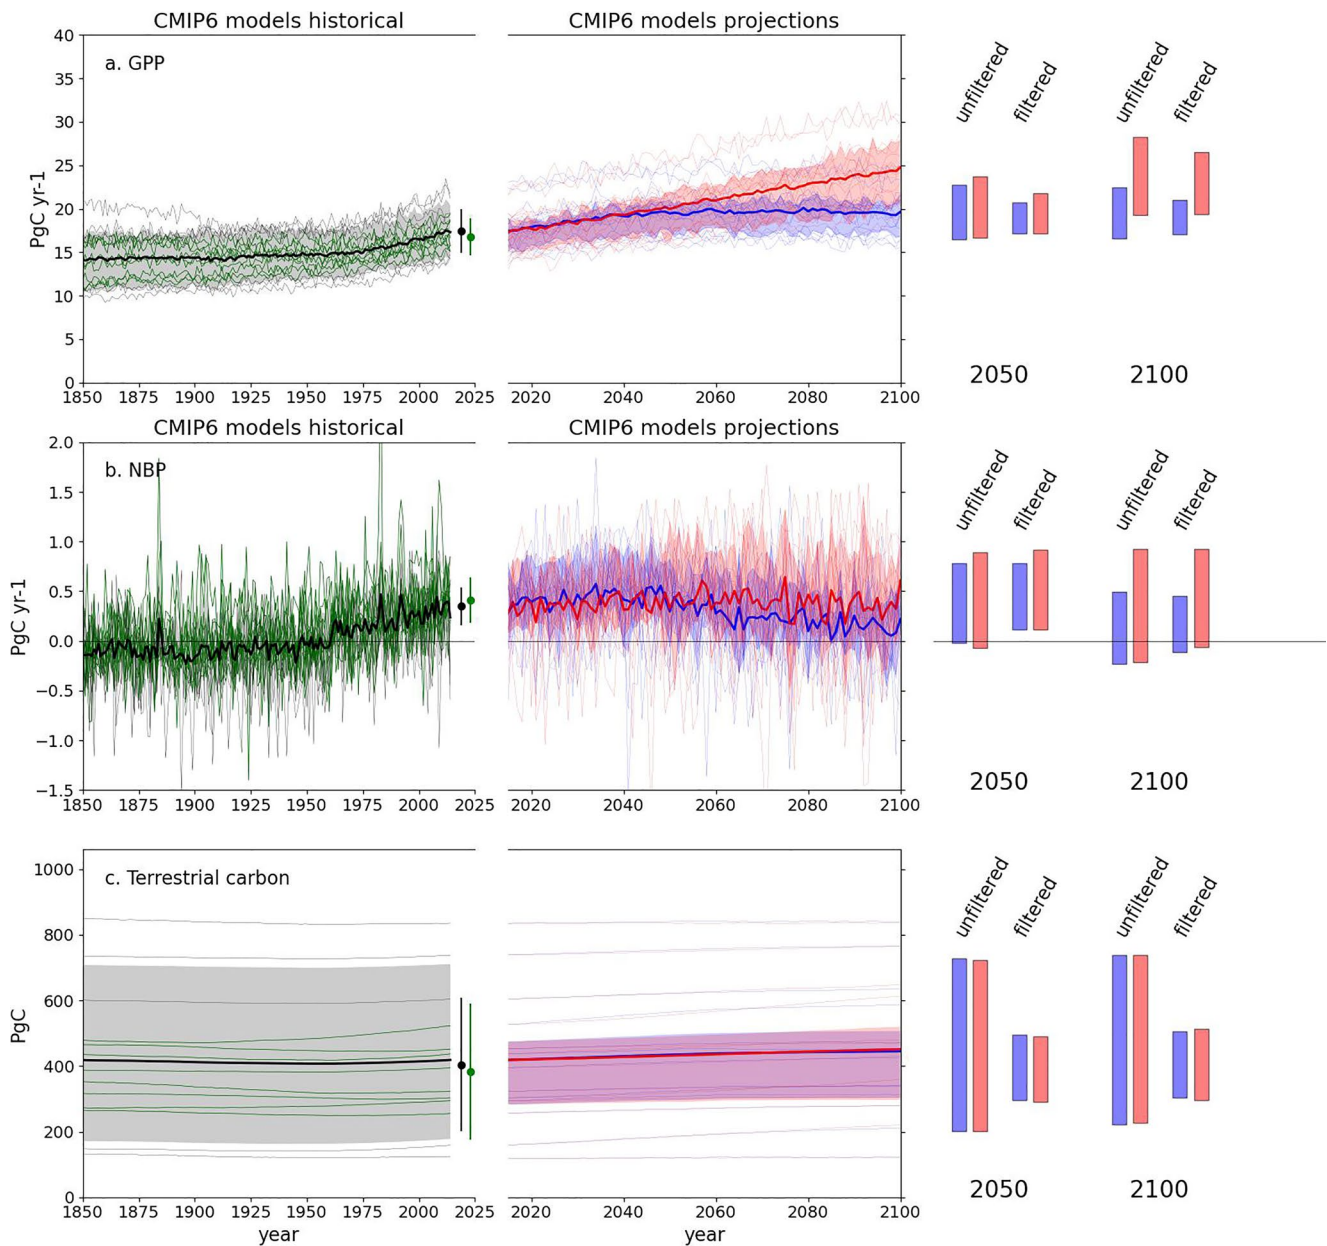 CMIP6 models historical
CMIP6 models projections
a. GPP
PgC yr-1
40
35
30
25
20
15
10
5
0
1850 1875 1900 1925 1950 1975 2000 2025
2020 2040 2060 2080 2100
unfiltered
filtered
unfiltered
filtered
2050
2100
CMIP6 models historical
CMIP6 models projections
b. NBP
PgC yr-1
2.0
1.5
1.0
0.5
0.0
−0.5
−1.0
−1.5
1850 1875 1900 1925 1950 1975 2000 2025
2020 2040 2060 2080 2100
unfiltered
filtered
unfiltered
filtered
2050
2100
c. Terrestrial carbon
PgC
1000
800
600
400
200
0
1850 1875 1900 1925 1950 1975 2000 2025
year
2020 2040 2060 2080 2100
year
unfiltered
filtered
unfiltered
filtered
2050
2100